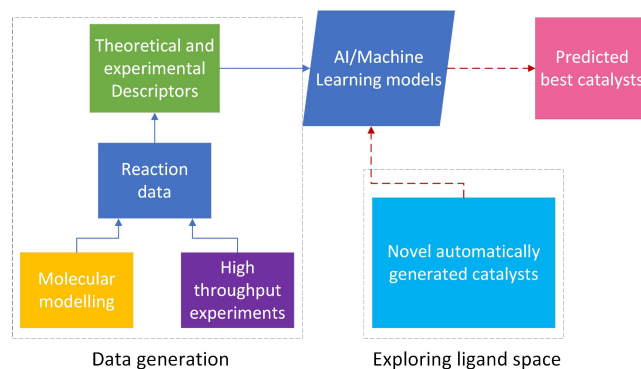 Theoretical and
experimental
Descriptors
AI/Machine
Learning models
Predicted
best catalysts
Reaction
data
Molecular
modelling
High
throughput
experiments
Novel automatically
generated catalysts
Data generation
Exploring ligand space